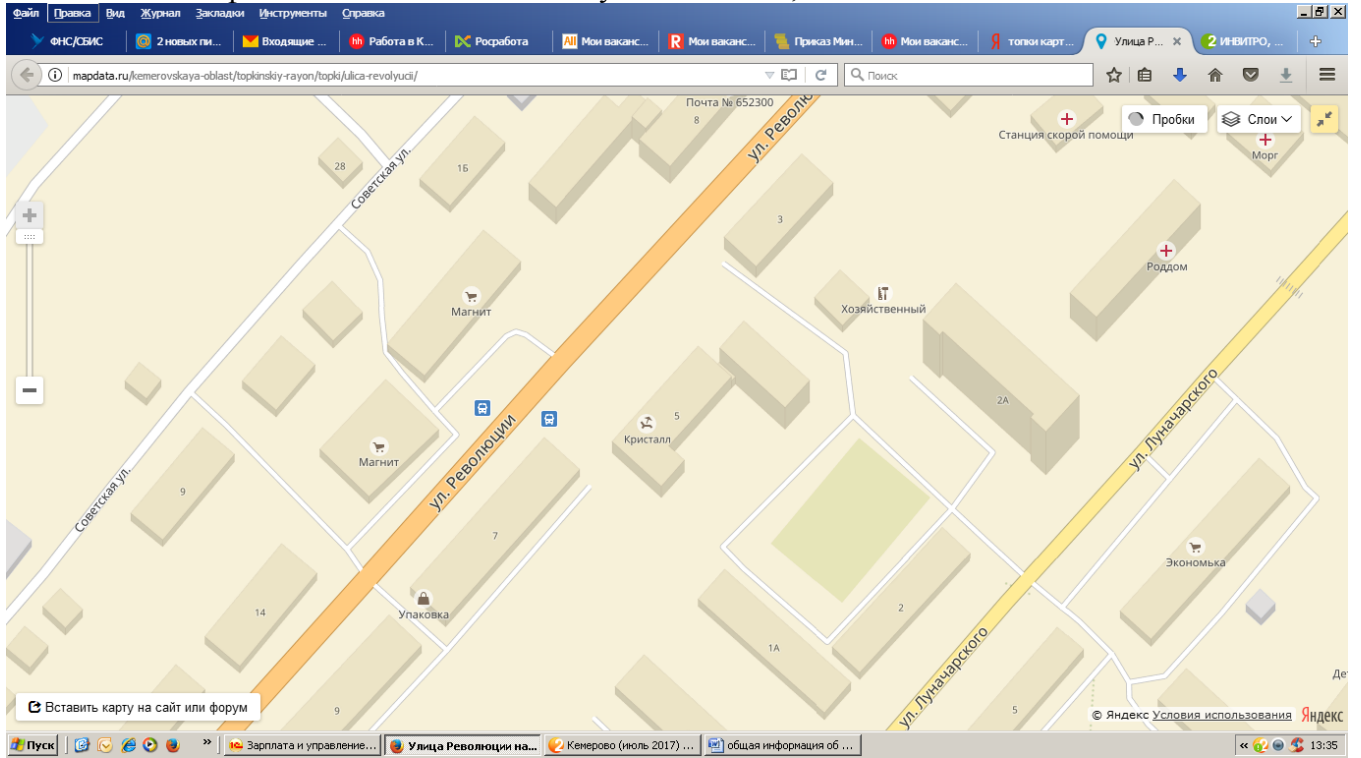 Файл Правка Вид Журнал Закладки Инструменты Справка
ФНС/СБИС 2 новых пи... Входящие ... Работа в К... Росработа Мои ваканс... Мои ваканс... Приказ Мин... Мои ваканс... топки карт... Улица Р... ИНВИТРО, ...
mapdata.ru/kemerovskaya-oblast/topkinskiy-rayon/topki/ulica-revolyucii/ Поиск
Почта № 652300
8
ул. Револю
Станция скорой помощи
Пробки
Слои
Морг
28
Советская ул.
1Б
3
Роддом
Магнит
Хозяйственный
2А
5
Кристалл
ул. Луначарского
Магнит
ул. Революции
Советская ул.
9
7
Экономька
14
Упаковка
2
1А
ул. Луначарского
Де
Вставить карту на сайт или форум
9
5
© Яндекс Условия использования Яндекс
Пуск Зарплата и управление... Улица Революции на... Кемерово (июль 2017) ... общая информация об ... 13:35